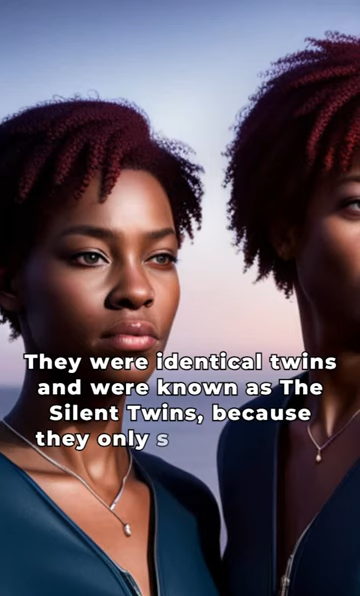 They were identical twins
and were known as The
Silent Twins, because
they only s